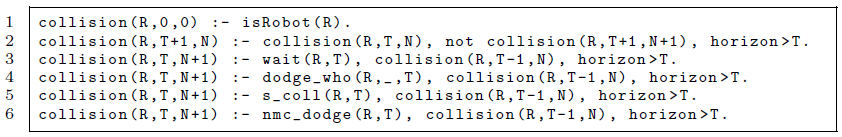 1 collision(R,0,0) :- isRobot(R).
2 collision(R,T+1,N) :- collision(R,T,N), not collision(R,T+1,N+1), horizon>T.
3 collision(R,T,N+1) :- wait(R,T), collision(R,T-1,N), horizon>T.
4 collision(R,T,N+1) :- dodge_who(R,_,T), collision(R,T-1,N), horizon>T.
5 collision(R,T,N+1) :- s_coll(R,T), collision(R,T-1,N), horizon>T.
6 collision(R,T,N+1) :- nmc_dodge(R,T), collision(R,T-1,N), horizon>T.